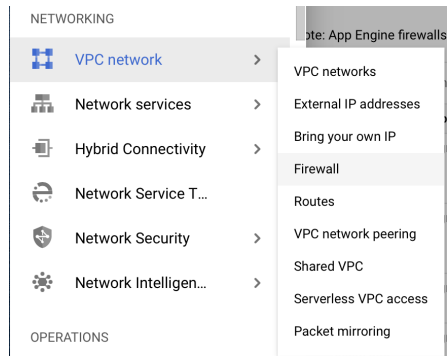 NETWORKING
VPC network
Network services
Hybrid Connectivity
Network Service T...
Network Security
Network Intelligen...
OPERATIONS
ote: App Engine firewalls
VPC networks
External IP addresses
Bring your own IP
Firewall
Routes
VPC network peering
Shared VPC
Serverless VPC access
Packet mirroring